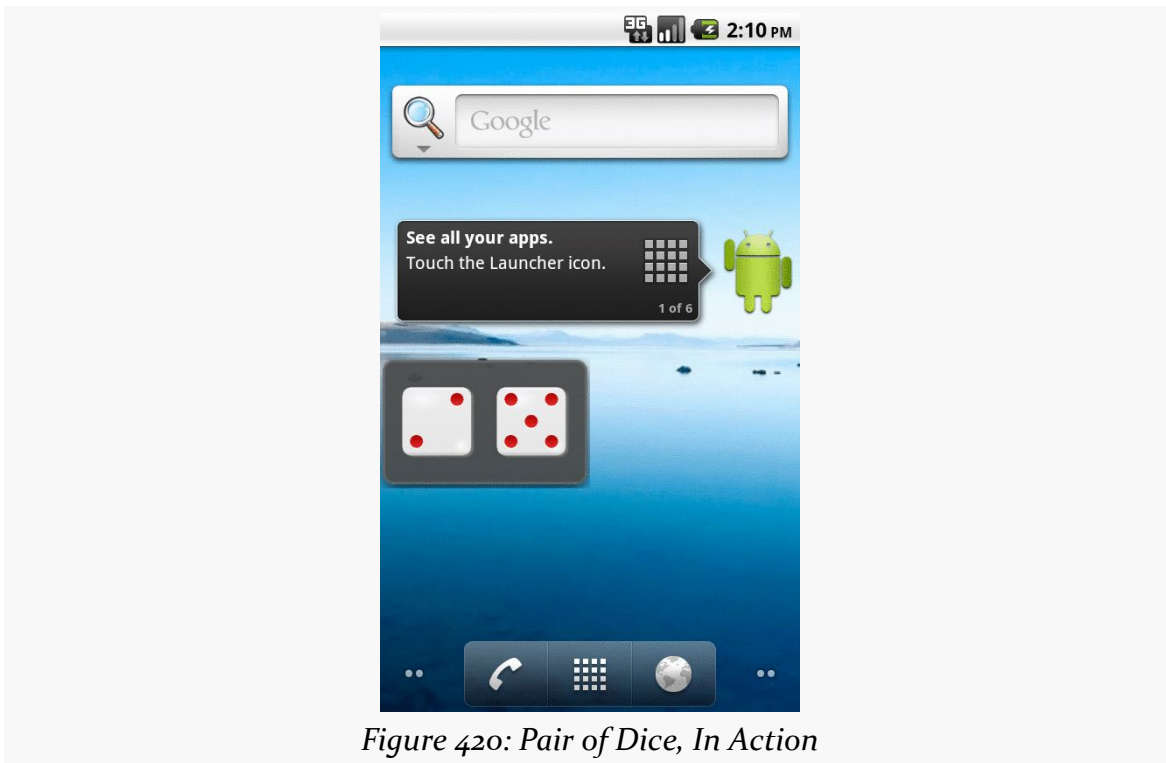 3G
2:10 PM
Google
See all your apps.
Touch the Launcher icon.
1 of 6
Figure 420: Pair of Dice, In Action